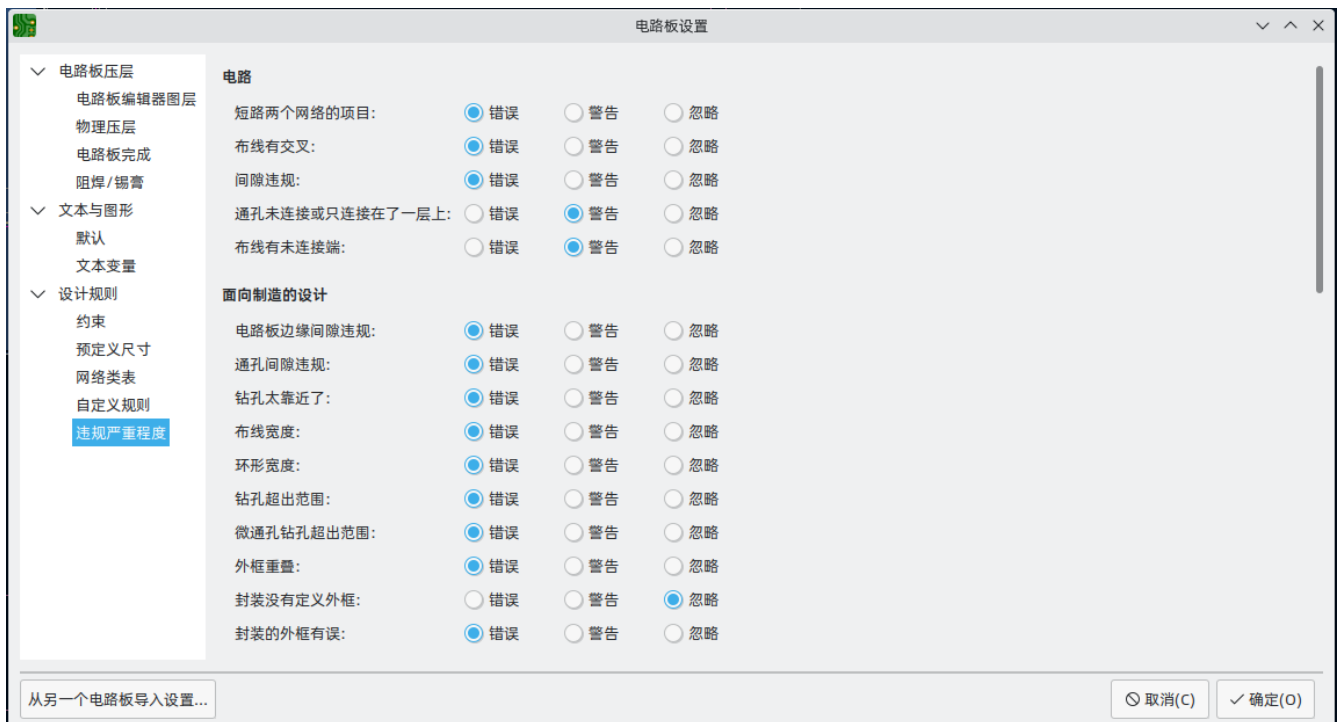 电路板设置
电路板压层
电路板编辑器图层
物理压层
电路板完成
阻焊/锡膏
文本与图形
默认
文本变量
设计规则
约束
预定义尺寸
网络类表
自定义规则
违规严重程度
电路
短路两个网络的项目: 错误 警告 忽略
布线有交叉: 错误 警告 忽略
间隙违规: 错误 警告 忽略
通孔未连接或只连接在了一层上: 错误 警告 忽略
布线有未连接端: 错误 警告 忽略
面向制造的设计
电路板边缘间隙违规: 错误 警告 忽略
通孔间隙违规: 错误 警告 忽略
钻孔太靠近了: 错误 警告 忽略
布线宽度: 错误 警告 忽略
环形宽度: 错误 警告 忽略
钻孔超出范围: 错误 警告 忽略
微通孔钻孔超出范围: 错误 警告 忽略
外框重叠: 错误 警告 忽略
封装没有定义外框: 错误 警告 忽略
封装的外框有误: 错误 警告 忽略
从另一个电路板导入设置... 取消(C) 确定(O)